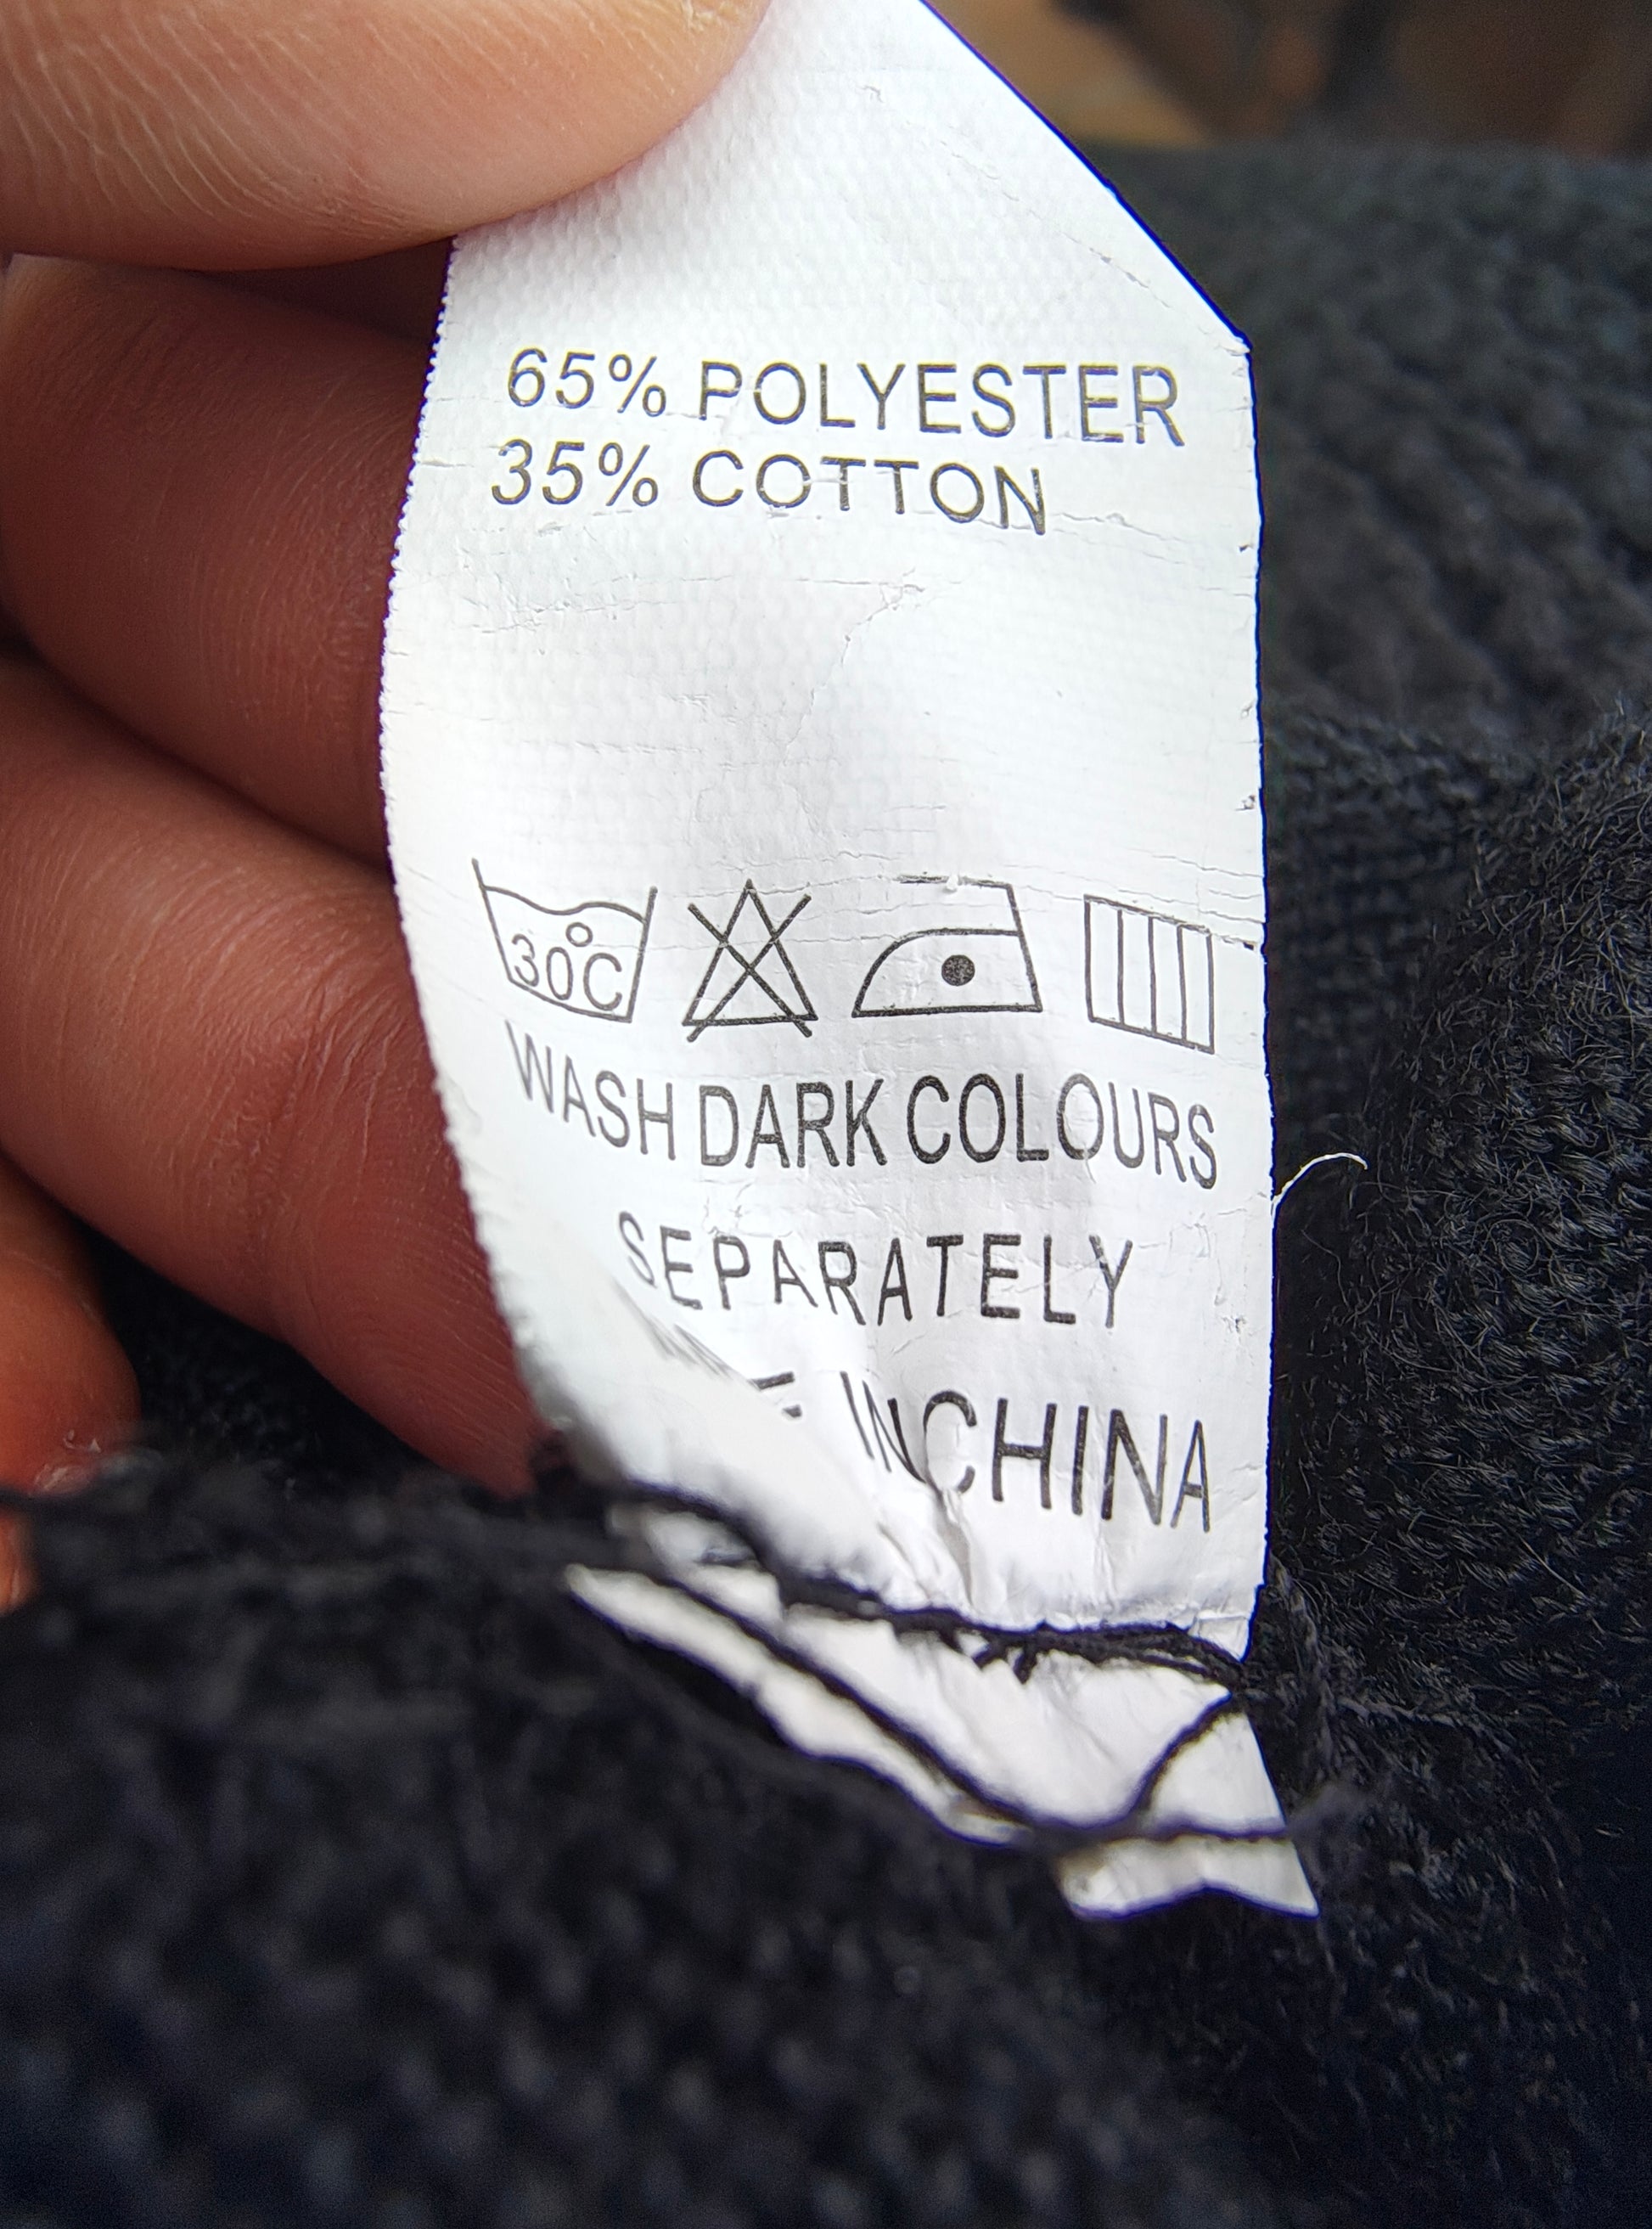 65% POLYESTER
35% COTTON
30°C
WASH DARK COLOURS
SEPARATELY
IN CHINA